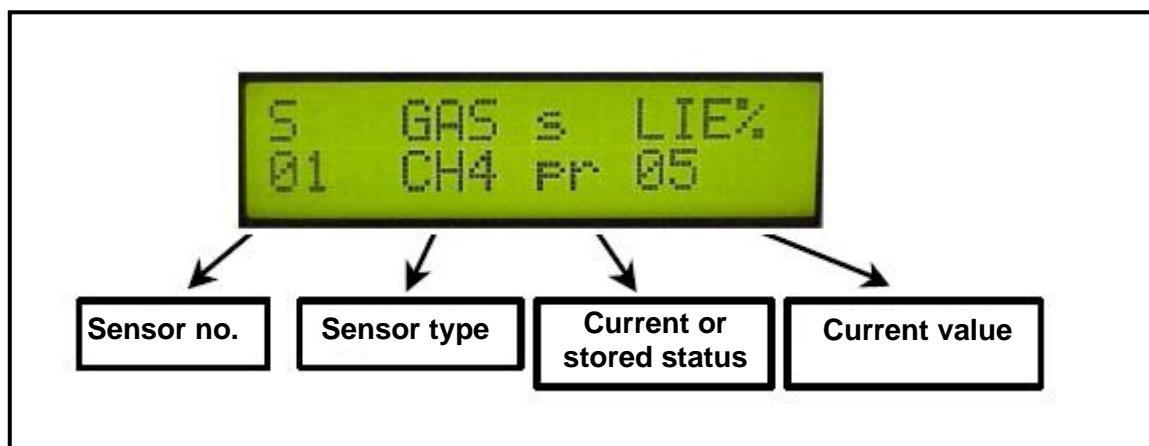 S GAS s LIE%
01 CH4 pr 05
Sensor no.
Sensor type
Current or
stored status
Current value